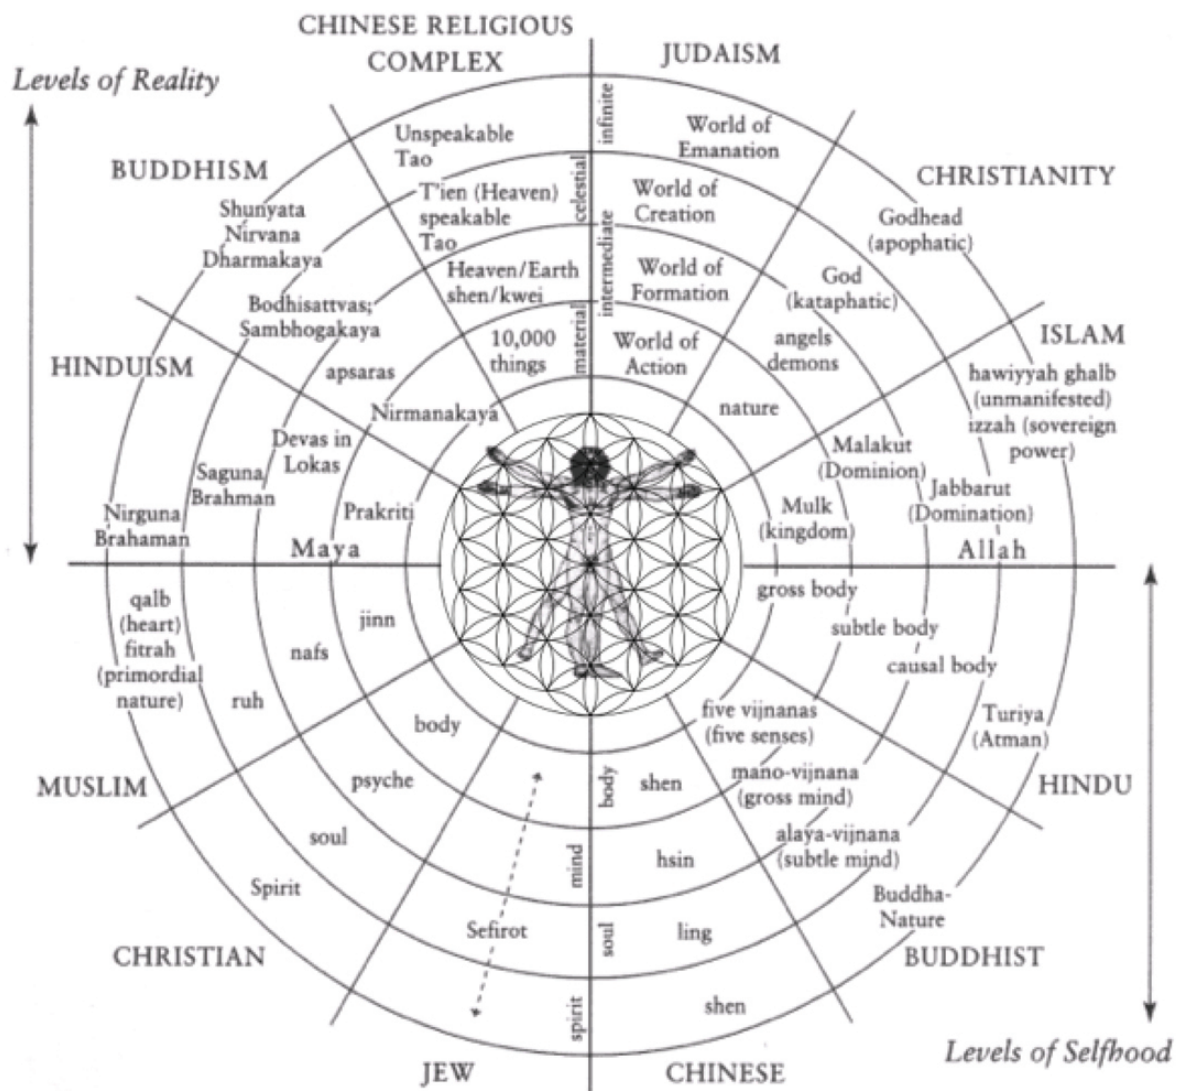 CHINESE RELIGIOUS
COMPLEX
JUDAISM
Levels of Reality
BUDDHISM
CHRISTIANITY
HINDUISM
ISLAM
infinite
celestial
intermediate
material
Unspeakable
Tao
T'ien (Heaven)
speakable
Tao
Heaven/Earth
shen/kwei
10,000
things
World of
Emanation
World of
Creation
World of
Formation
World of
Action
Godhead
(apophatic)
God
(kataphatic)
angels
demons
nature
hawiyyah ghalb
(unmanifested)
izzah (sovereign
power)
Jabbarut
(Domination)
Malakut
(Dominion)
Mulk
(kingdom)
Allah
Shunyata
Nirvana
Dharmakaya
Bodhisattvas;
Sambhogakaya
apsaras
Nirmanakaya
Nirguna
Brahaman
Saguna
Brahman
Devas in
Lokas
Prakriti
Maya
gross body
subtle body
causal body
Turiya
(Atman)
HINDU
five vijnanas
(five senses)
mano-vijnana
(gross mind)
alaya-vijnana
(subtle mind)
Buddha-
Nature
BUDDHIST
shen
hsin
ling
shen
CHINESE
body
mind
soul
spirit
Sefirot
JEW
body
psyche
soul
Spirit
CHRISTIAN
jinn
nafs
ruh
qalb
(heart)
fitrah
(primordial
nature)
MUSLIM
Levels of Selfhood